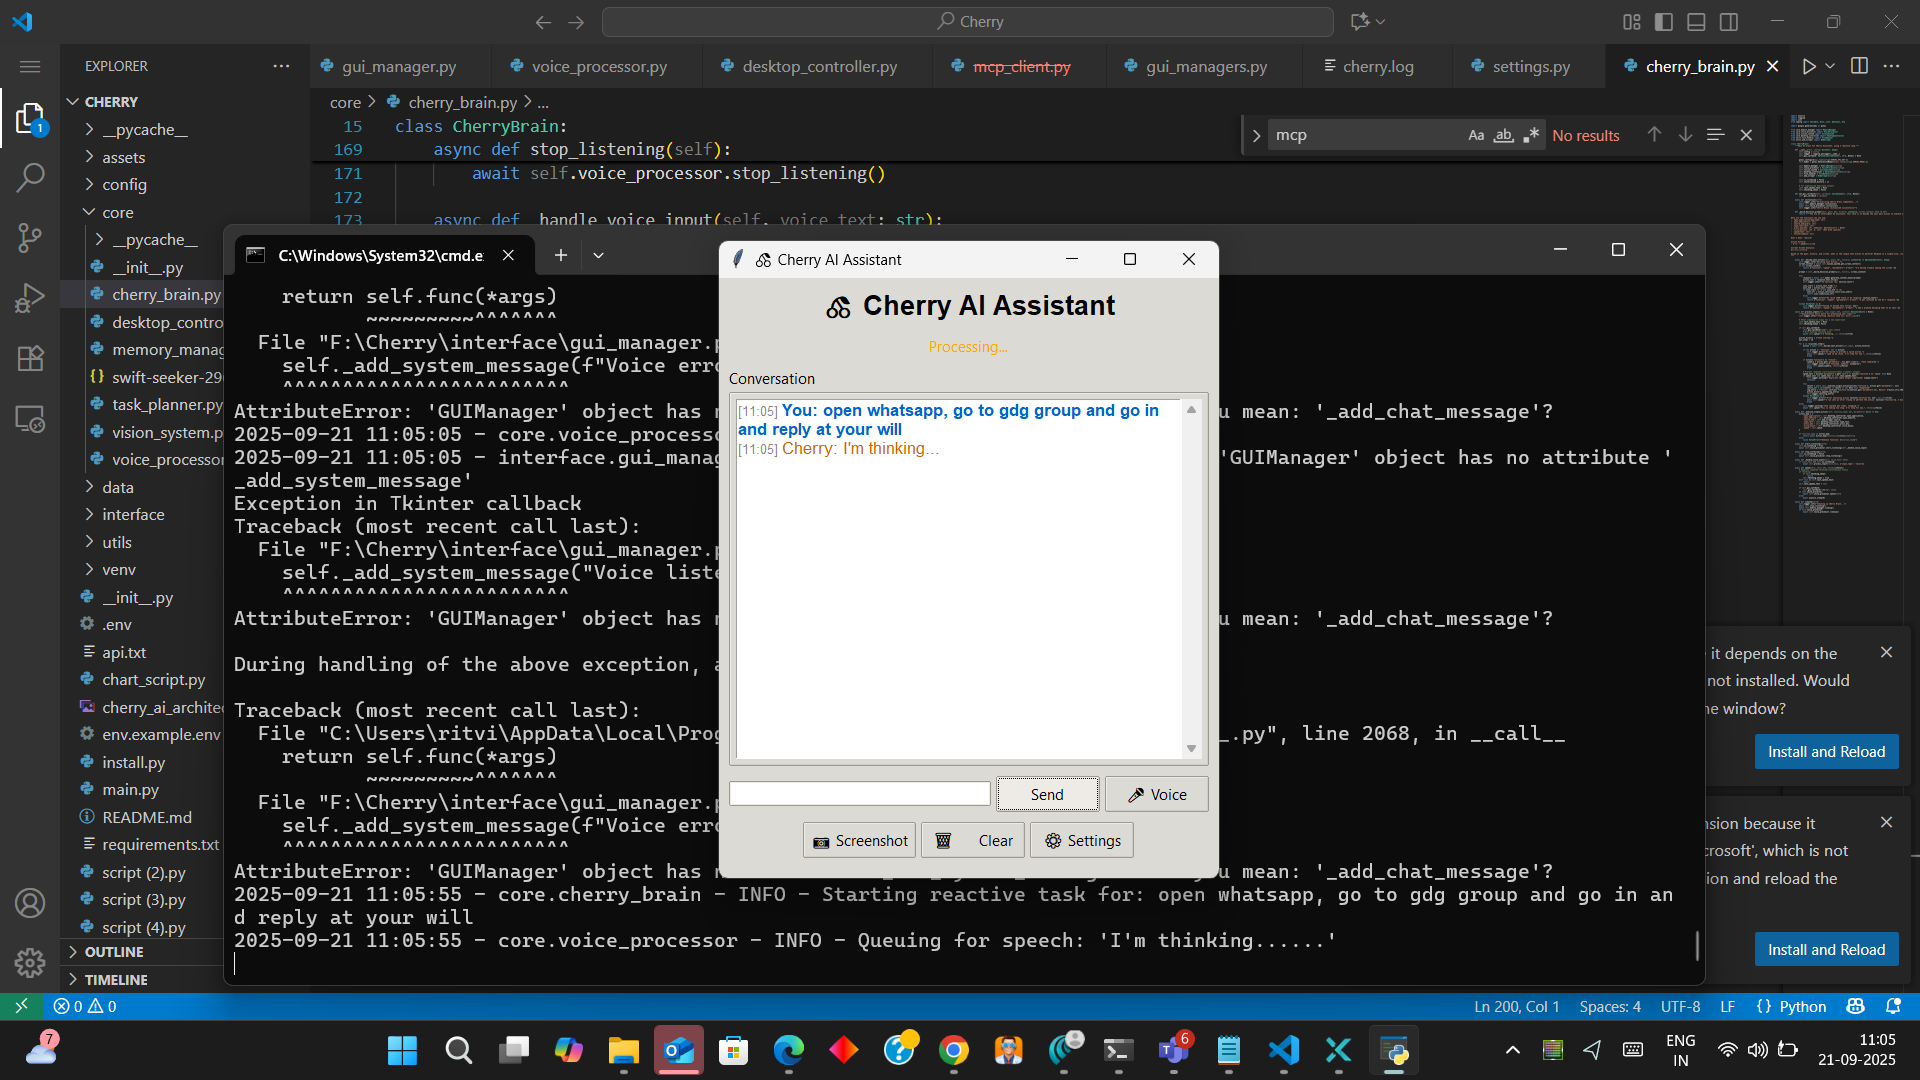 Cherry
EXPLORER
gui_manager.py
voice_processor.py
desktop_controller.py
mcp_client.py
gui_managers.py
cherry.log
settings.py
cherry_brain.py
core > cherry_brain.py > ...
CHERRY
__pycache__
assets
config
core
__pycache__
__init__.py
cherry_brain.py
desktop_contro
memory_manag
swift-seeker-29
task_planner.py
vision_system.p
voice_processor
data
interface
utils
venv
__init__.py
.env
api.txt
chart_script.py
cherry_ai_archite
env.example.env
install.py
main.py
README.md
requirements.txt
script (2).py
script (3).py
script (4).py
OUTLINE
TIMELINE
1
15 class CherryBrain:
169 async def stop_listening(self):
171 await self.voice_processor.stop_listening()
172
173 async def _handle_voice_input(self, voice_text: str):
mcp
Aa ab No results
C:\Windows\System32\cmd.e
return self.func(*args)
~~~~~~~~~^^^^^^^
File "F:\Cherry\interface\gui_manager.p
self._add_system_message(f"Voice erro
^^^^^^^^^^^^^^^^^^^^^^^^
AttributeError: 'GUIManager' object has n u mean: '_add_chat_message'?
2025-09-21 11:05:05 - core.voice_processo
2025-09-21 11:05:05 - interface.gui_manag 'GUIManager' object has no attribute '
_add_system_message'
Exception in Tkinter callback
Traceback (most recent call last):
File "F:\Cherry\interface\gui_manager.p
self._add_system_message("Voice liste
^^^^^^^^^^^^^^^^^^^^^^^^
AttributeError: 'GUIManager' object has n u mean: '_add_chat_message'?
During handling of the above exception, a
Traceback (most recent call last):
File "C:\Users\ritvi\AppData\Local\Prog _.py", line 2068, in __call__
return self.func(*args)
~~~~~~~~~^^^^^^^
File "F:\Cherry\interface\gui_manager.p
self._add_system_message(f"Voice erro
^^^^^^^^^^^^^^^^^^^^^^^^
AttributeError: 'GUIManager' object has n u mean: '_add_chat_message'?
2025-09-21 11:05:55 - core.cherry_brain - INFO - Starting reactive task for: open whatsapp, go to gdg group and go in an
d reply at your will
2025-09-21 11:05:55 - core.voice_processor - INFO - Queuing for speech: 'I'm thinking......'
Cherry AI Assistant
Cherry AI Assistant
Processing...
Conversation
[11:05] You: open whatsapp, go to gdg group and go in
and reply at your will
[11:05] Cherry: I'm thinking...
Send
Voice
Screenshot
Clear
Settings
it depends on the
not installed. Would
ne window?
Install and Reload
nsion because it
crosoft', which is not
ion and reload the
Install and Reload
0 0
Ln 200, Col 1 Spaces: 4 UTF-8 LF {} Python
7
6
ENG
IN
11:05
21-09-2025